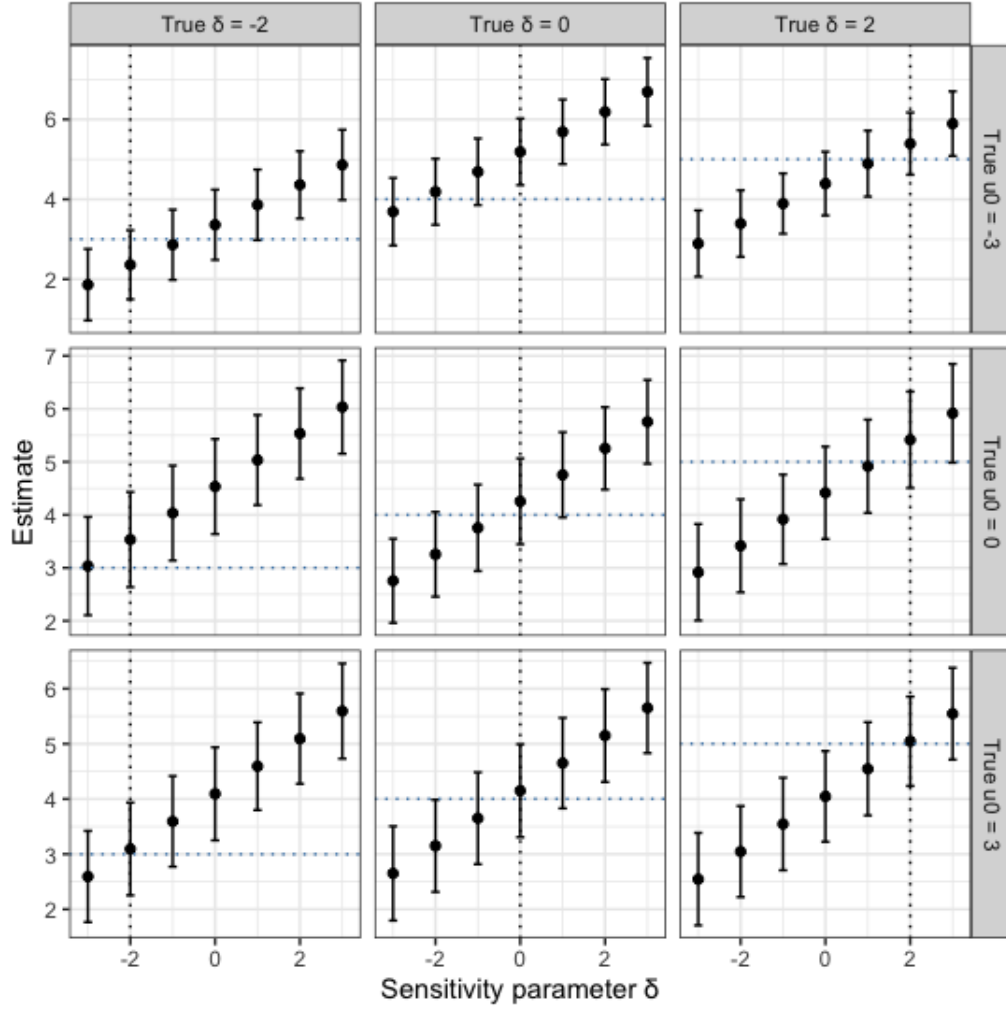 True δ = -2
True δ = 0
True δ = 2
6
4
2
True u0 = -3
7
6
5
4
3
2
True u0 = 0
6
5
4
3
2
True u0 = 3
Estimate
-2 0 2
-2 0 2
-2 0 2
Sensitivity parameter δ